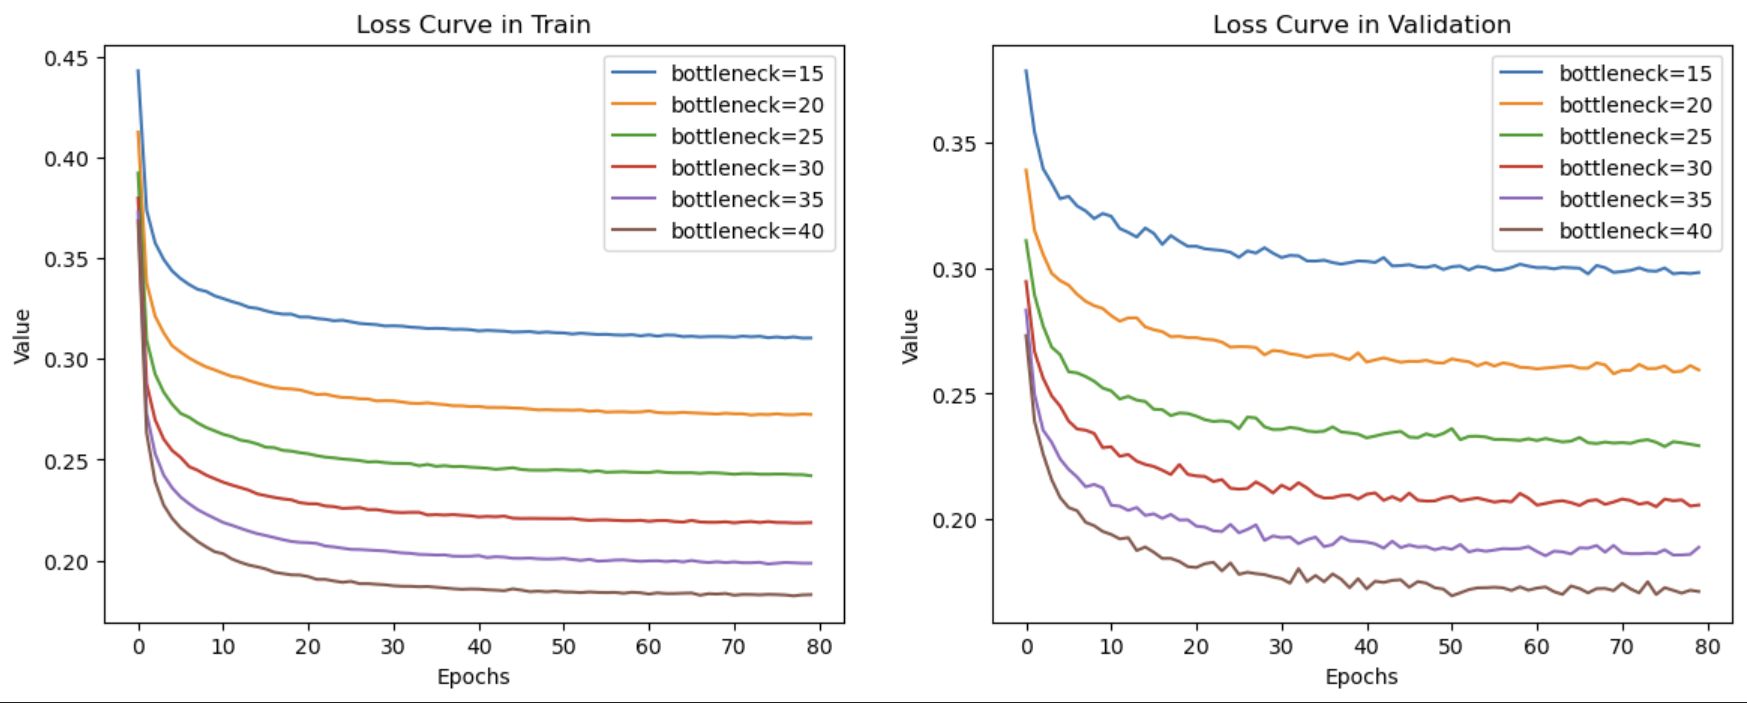 Loss Curve in Train
Value
0.45
0.40
0.35
0.30
0.25
0.20
0 10 20 30 40 50 60 70 80
Epochs
bottleneck=15
bottleneck=20
bottleneck=25
bottleneck=30
bottleneck=35
bottleneck=40
Loss Curve in Validation
Value
0.35
0.30
0.25
0.20
0 10 20 30 40 50 60 70 80
Epochs
bottleneck=15
bottleneck=20
bottleneck=25
bottleneck=30
bottleneck=35
bottleneck=40